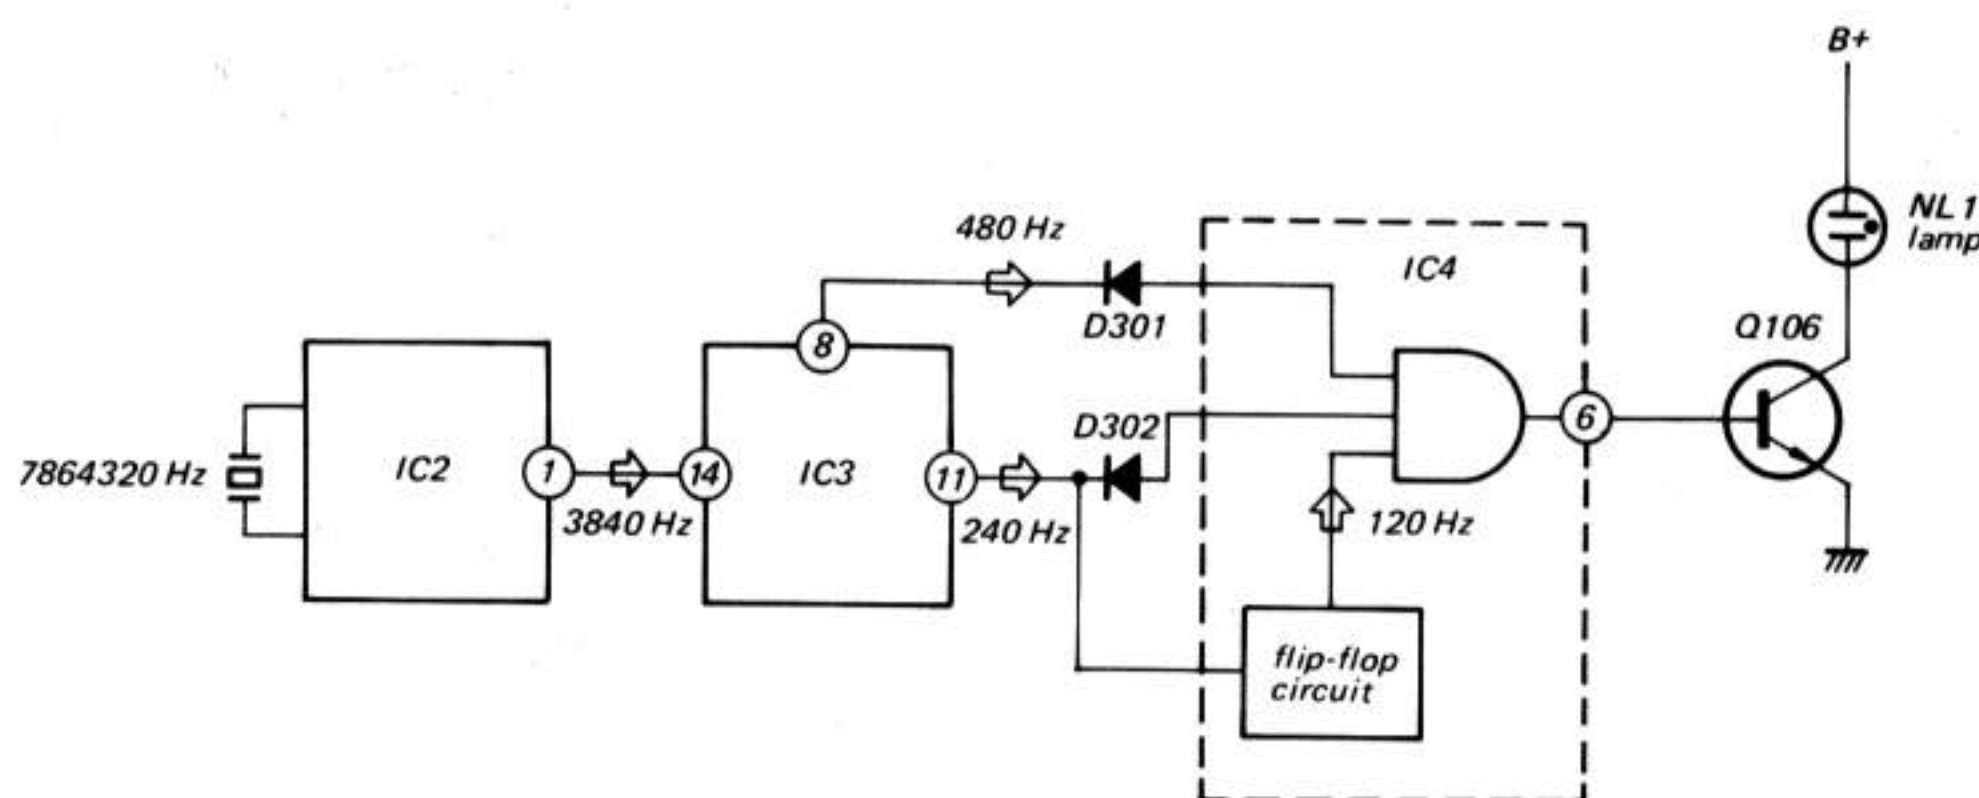 B+
NL1
lamp
480 Hz
IC4
D301
Q106
8
D302
6
7864320 Hz
IC2
1
14
IC3
11
3840 Hz
240 Hz
120 Hz
flip-flop
circuit